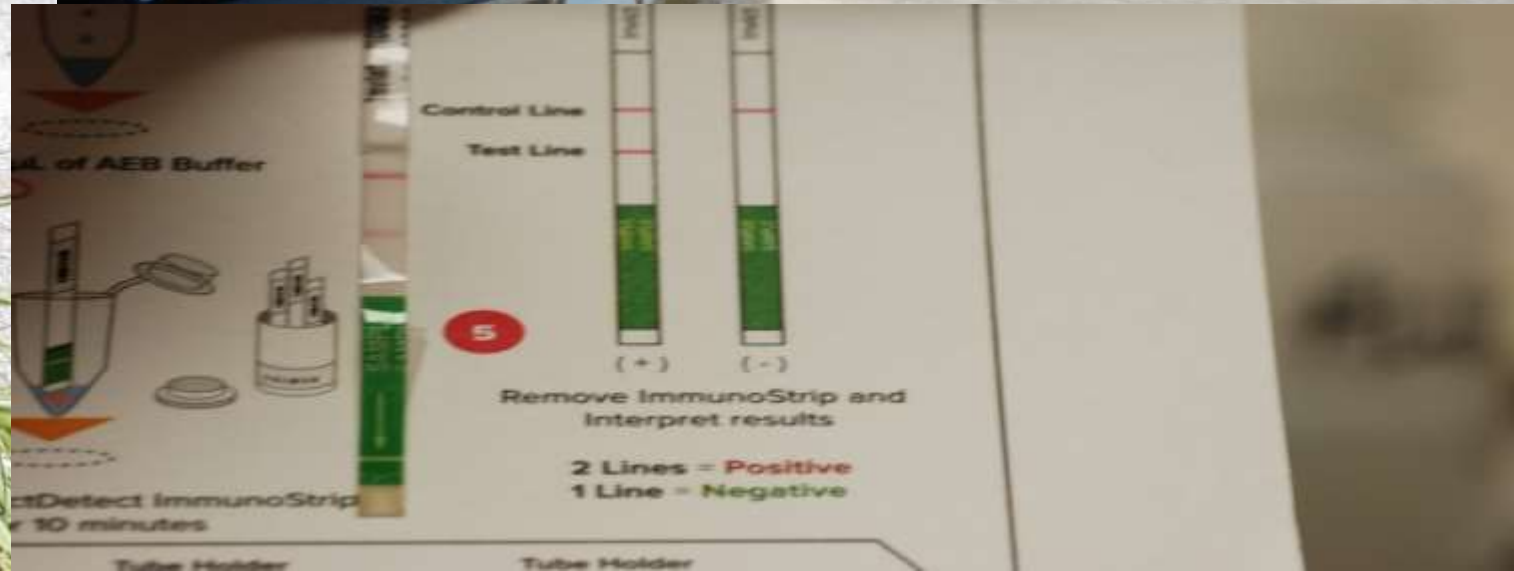 of AEB Buffer
Control Line
Test Line
5
(+) (-)
Remove ImmunoStrip and
Interpret results
2 Lines = Positive
1 Line = Negative
ctDetect ImmunoStrip
10 minutes
Tube Holder
Tube Holder